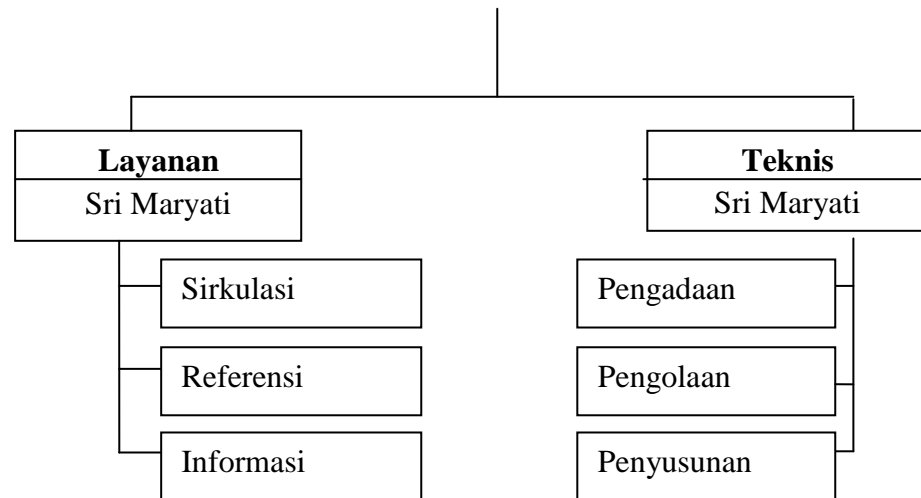 Layanan
Sri Maryati
Teknis
Sri Maryati
Sirkulasi
Pengadaan
Referensi
Pengolaan
Informasi
Penyusunan